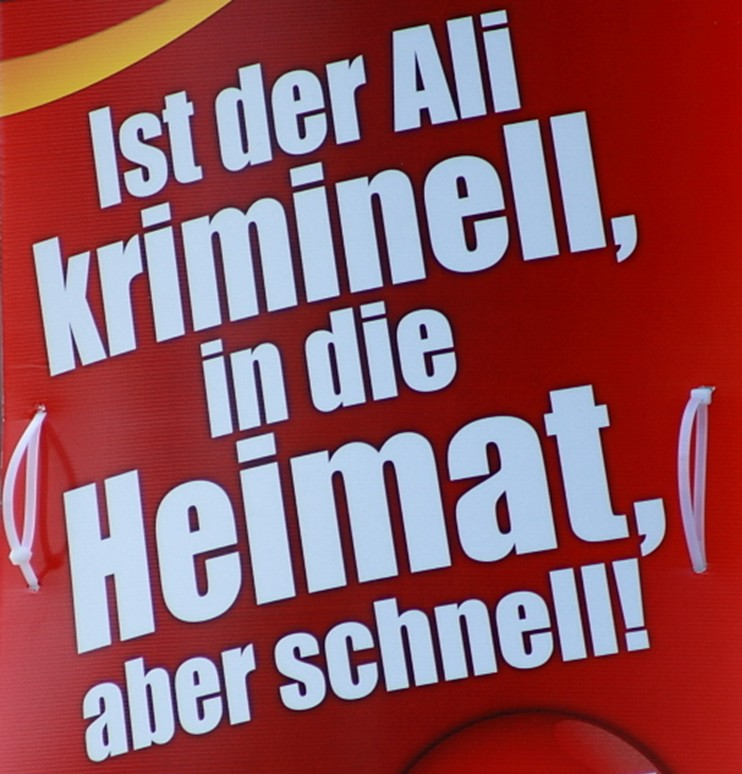 Ist der Ali
kriminell,
in die
Heimat,
aber schnell!